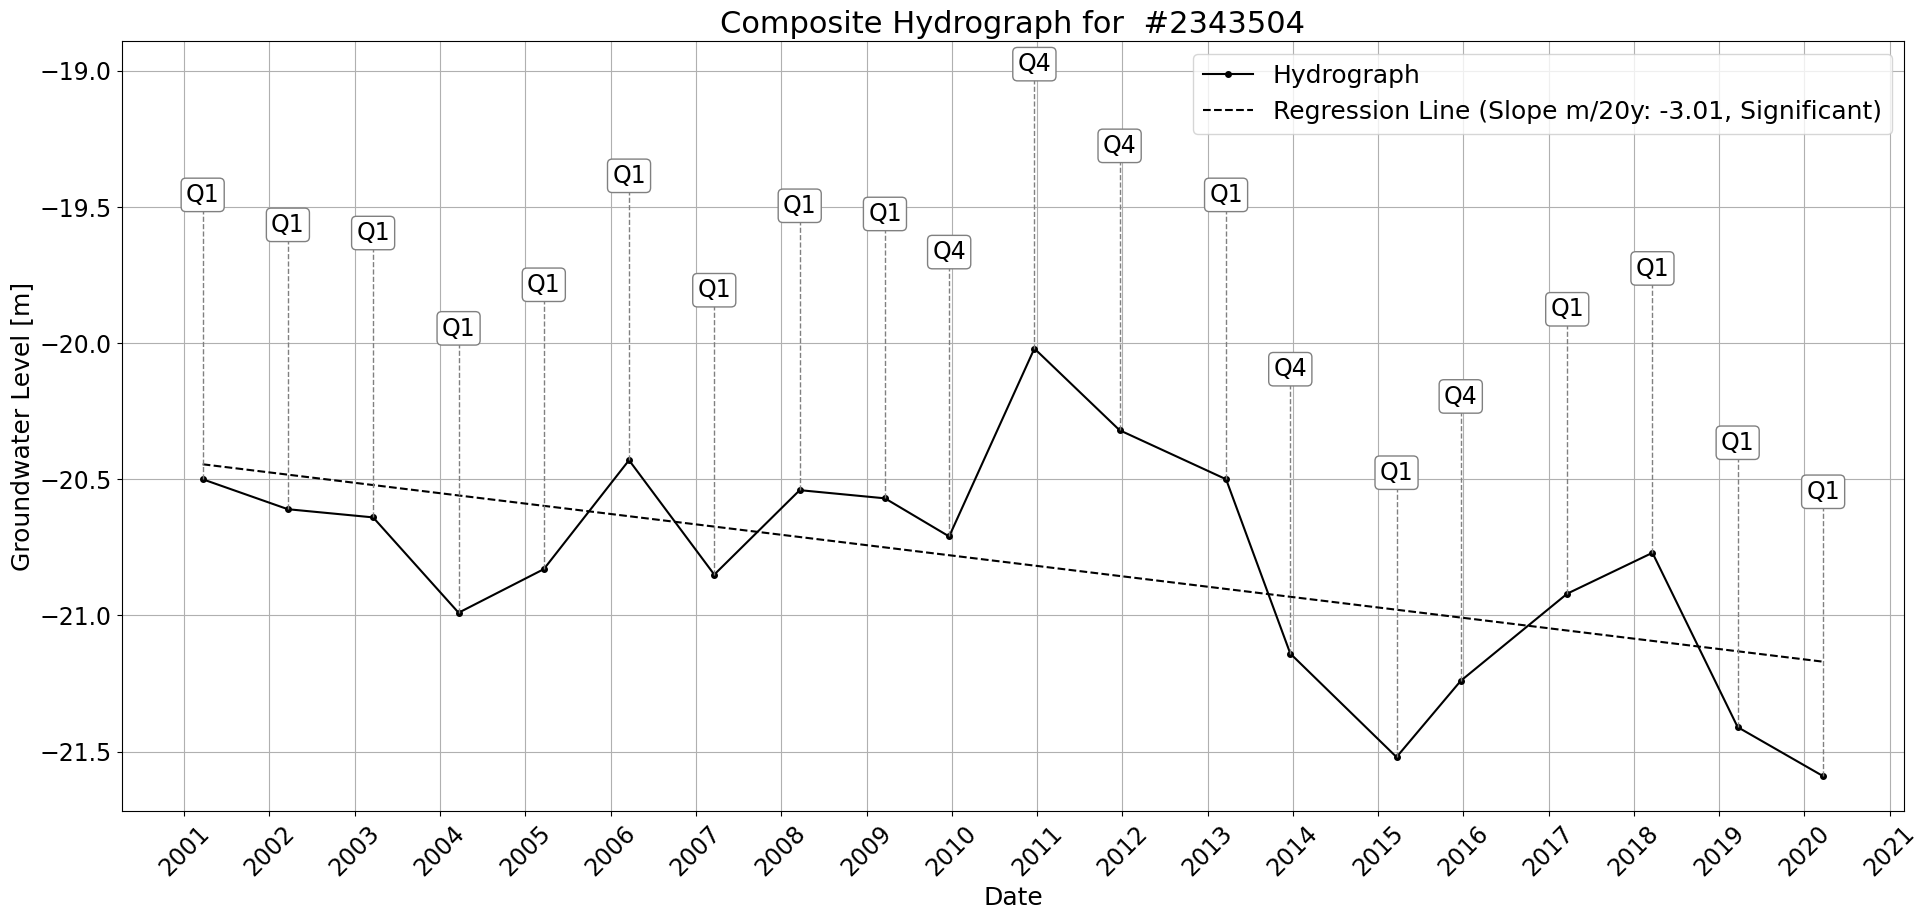 Composite Hydrograph for  #2343504
Hydrograph
Regression Line (Slope m/20y: -3.01, Significant)
Groundwater Level [m]
−19.0
−19.5
−20.0
−20.5
−21.0
−21.5
Q1
Q1
Q1
Q1
Q1
Q1
Q1
Q1
Q1
Q4
Q4
Q4
Q1
Q4
Q1
Q4
Q1
Q1
Q1
Q1
2001
2002
2003
2004
2005
2006
2007
2008
2009
2010
2011
2012
2013
2014
2015
2016
2017
2018
2019
2020
2021
Date